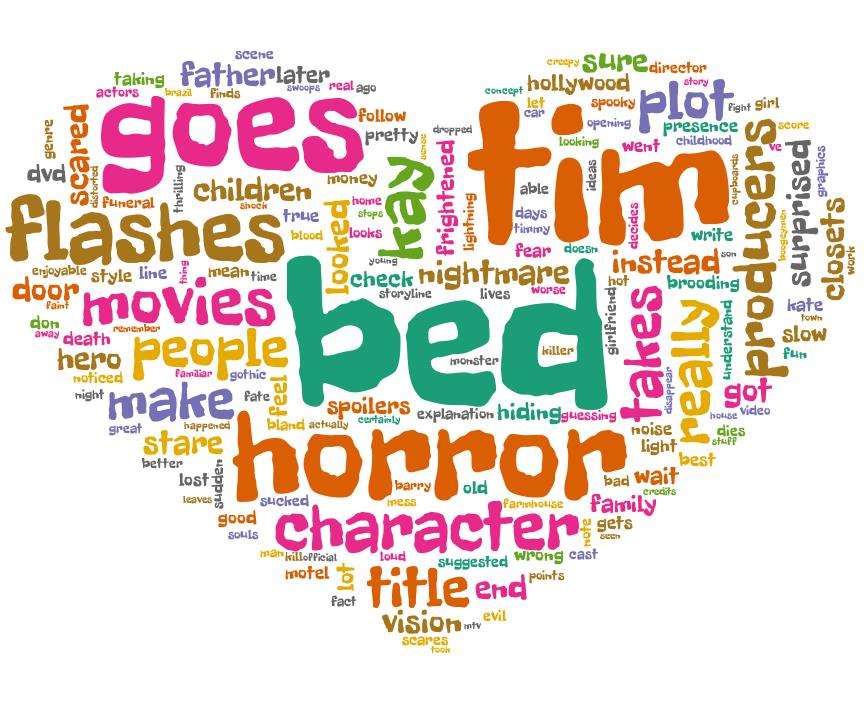 scene
creepy
sure
director
taking
father
later
hollywood
story
actors
brazil
finds
swoops
real
ago
concept
let
spooky
plot
fight
girl
goes
follow
car
opening
presence
score
genre
scared
pretty
dropped
tim
looking
went
childhood
ve
dvd
distorted
thrilling
children
money
kay
sense
frightened
able
ideas
cupboards
producers
surprised
graphics
funeral
shock
home
lightning
days
decides
flashes
true
looked
stops
timmy
write
boogeymen
closets
blood
looks
fear
doesn
son
work
enjoyable
style
line
thing
mean
time
young
check
nightmare
instead
door
faint
movies
storyline
lives
worse
hot
brooding
kate
town
don
away
death
remember
bed
girlfriend
takes
really
understand
slow
hero
people
monster
killer
fun
noticed
familiar
gothic
feel
disappear
got
night
make
fate
spoilers
explanation
hiding
guessing
house
video
great
happened
bland
actually
certainly
noise
dies
stuff
stare
horror
light
best
better
lost
sudden
barry
old
bad
wait
credits
leaves
sucked
mess
farmhouse
family
good
character
note
gets
souls
seen
man
kill
official
loud
suggested
wrong
cast
motel
lot
title
end
points
fact
vision
mtv
evil
scares
took